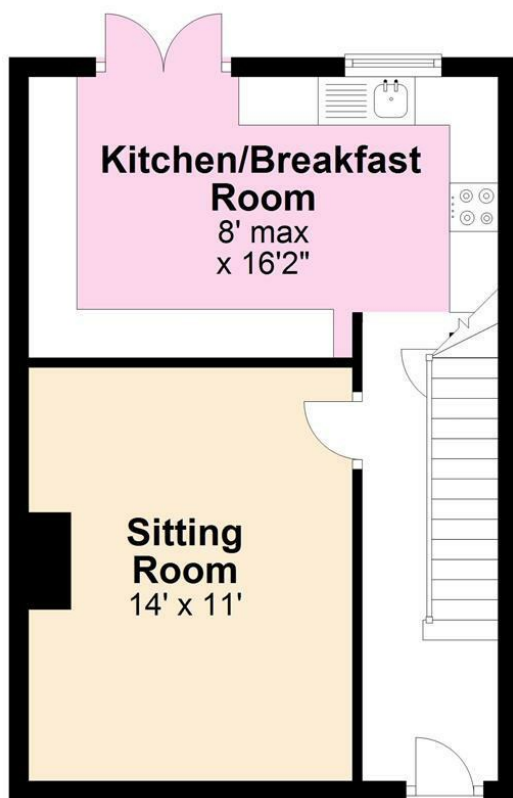 Kitchen/Breakfast
Room
8' max
x 16'2"
Sitting
Room
14' x 11'